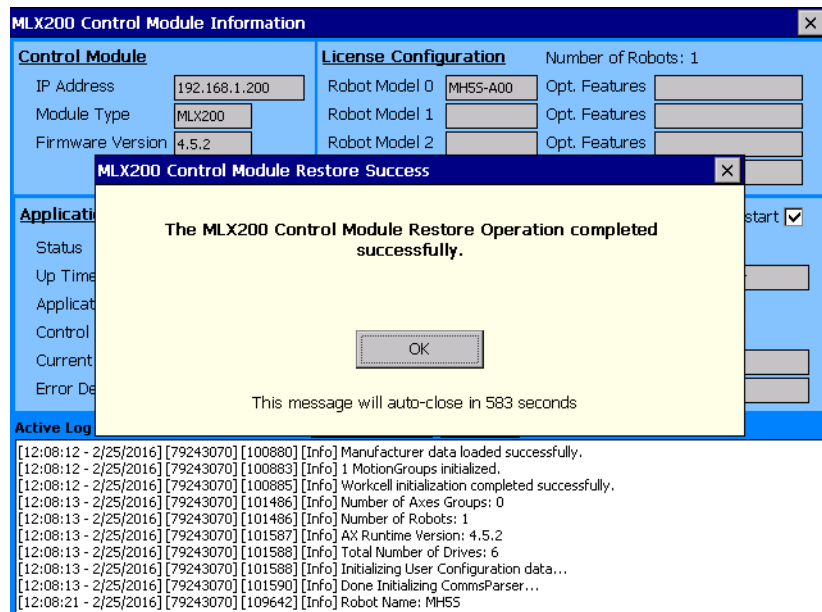 MLX200 Control Module Information
Control Module
License Configuration
Number of Robots: 1
IP Address
192.168.1.200
Robot Model 0
MH5S-A00
Opt. Features
Module Type
MLX200
Robot Model 1
Opt. Features
Firmware Version
4.5.2
Robot Model 2
Opt. Features
MLX200 Control Module Restore Success
The MLX200 Control Module Restore Operation completed
successfully.
OK
This message will auto-close in 583 seconds
Applicati
start
Status
Up Time
Applicat
Control
Current
Error De
Active Log
[12:08:12 - 2/25/2016] [79243070] [100880] [Info] Manufacturer data loaded successfully.
[12:08:12 - 2/25/2016] [79243070] [100883] [Info] 1 MotionGroups initialized.
[12:08:12 - 2/25/2016] [79243070] [100885] [Info] Workcell initialization completed successfully.
[12:08:13 - 2/25/2016] [79243070] [101486] [Info] Number of Axes Groups: 0
[12:08:13 - 2/25/2016] [79243070] [101486] [Info] Number of Robots: 1
[12:08:13 - 2/25/2016] [79243070] [101587] [Info] AX Runtime Version: 4.5.2
[12:08:13 - 2/25/2016] [79243070] [101588] [Info] Total Number of Drives: 6
[12:08:13 - 2/25/2016] [79243070] [101588] [Info] Initializing User Configuration data...
[12:08:13 - 2/25/2016] [79243070] [101590] [Info] Done Initializing CommsParser...
[12:08:21 - 2/25/2016] [79243070] [109642] [Info] Robot Name: MH5S